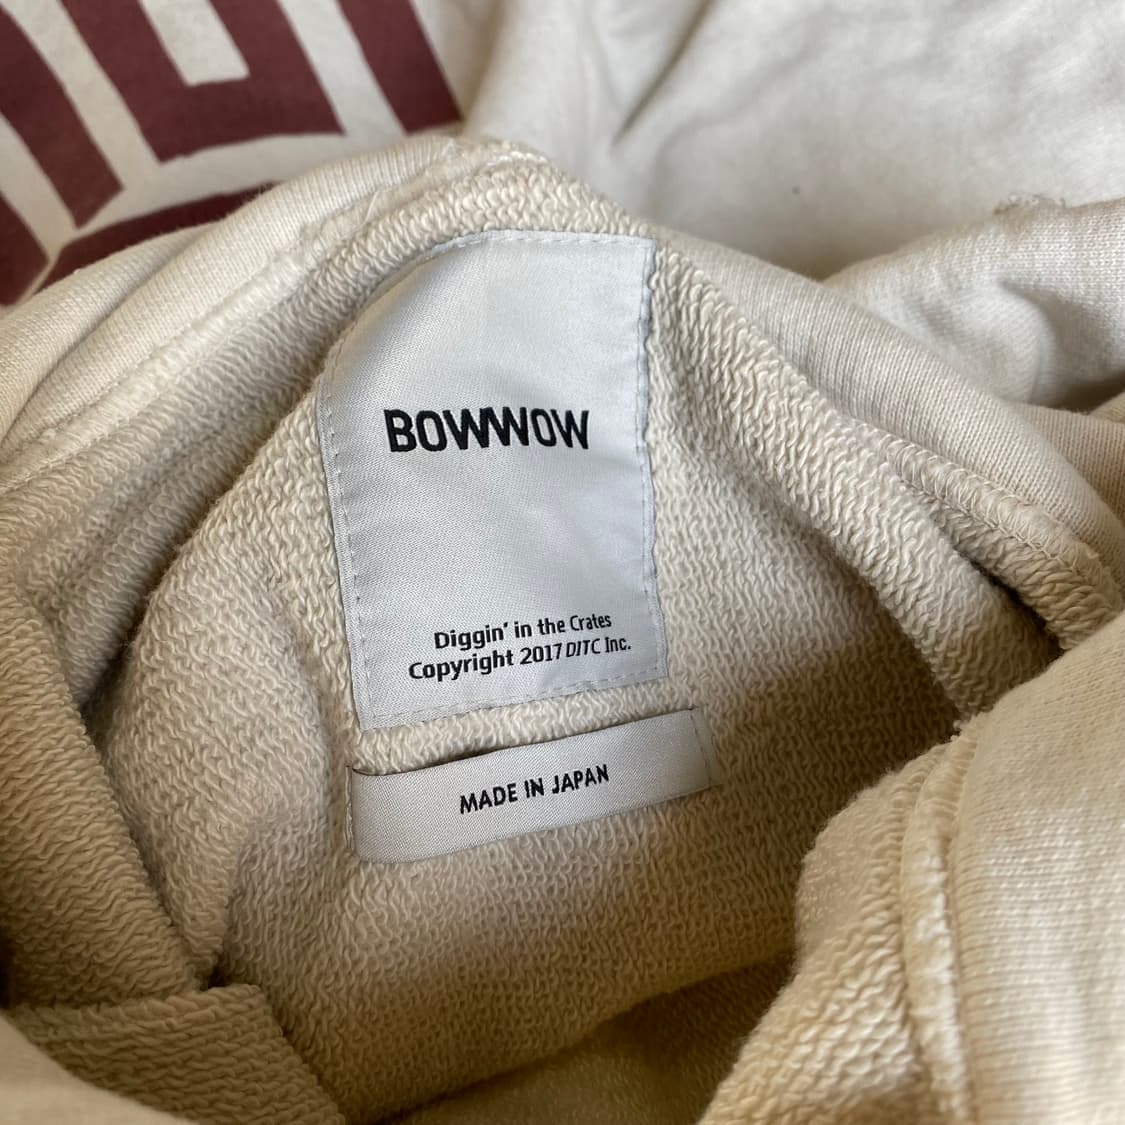 BOWWOW
Diggin' in the Crates
Copyright 2017 DITC Inc.
MADE IN JAPAN